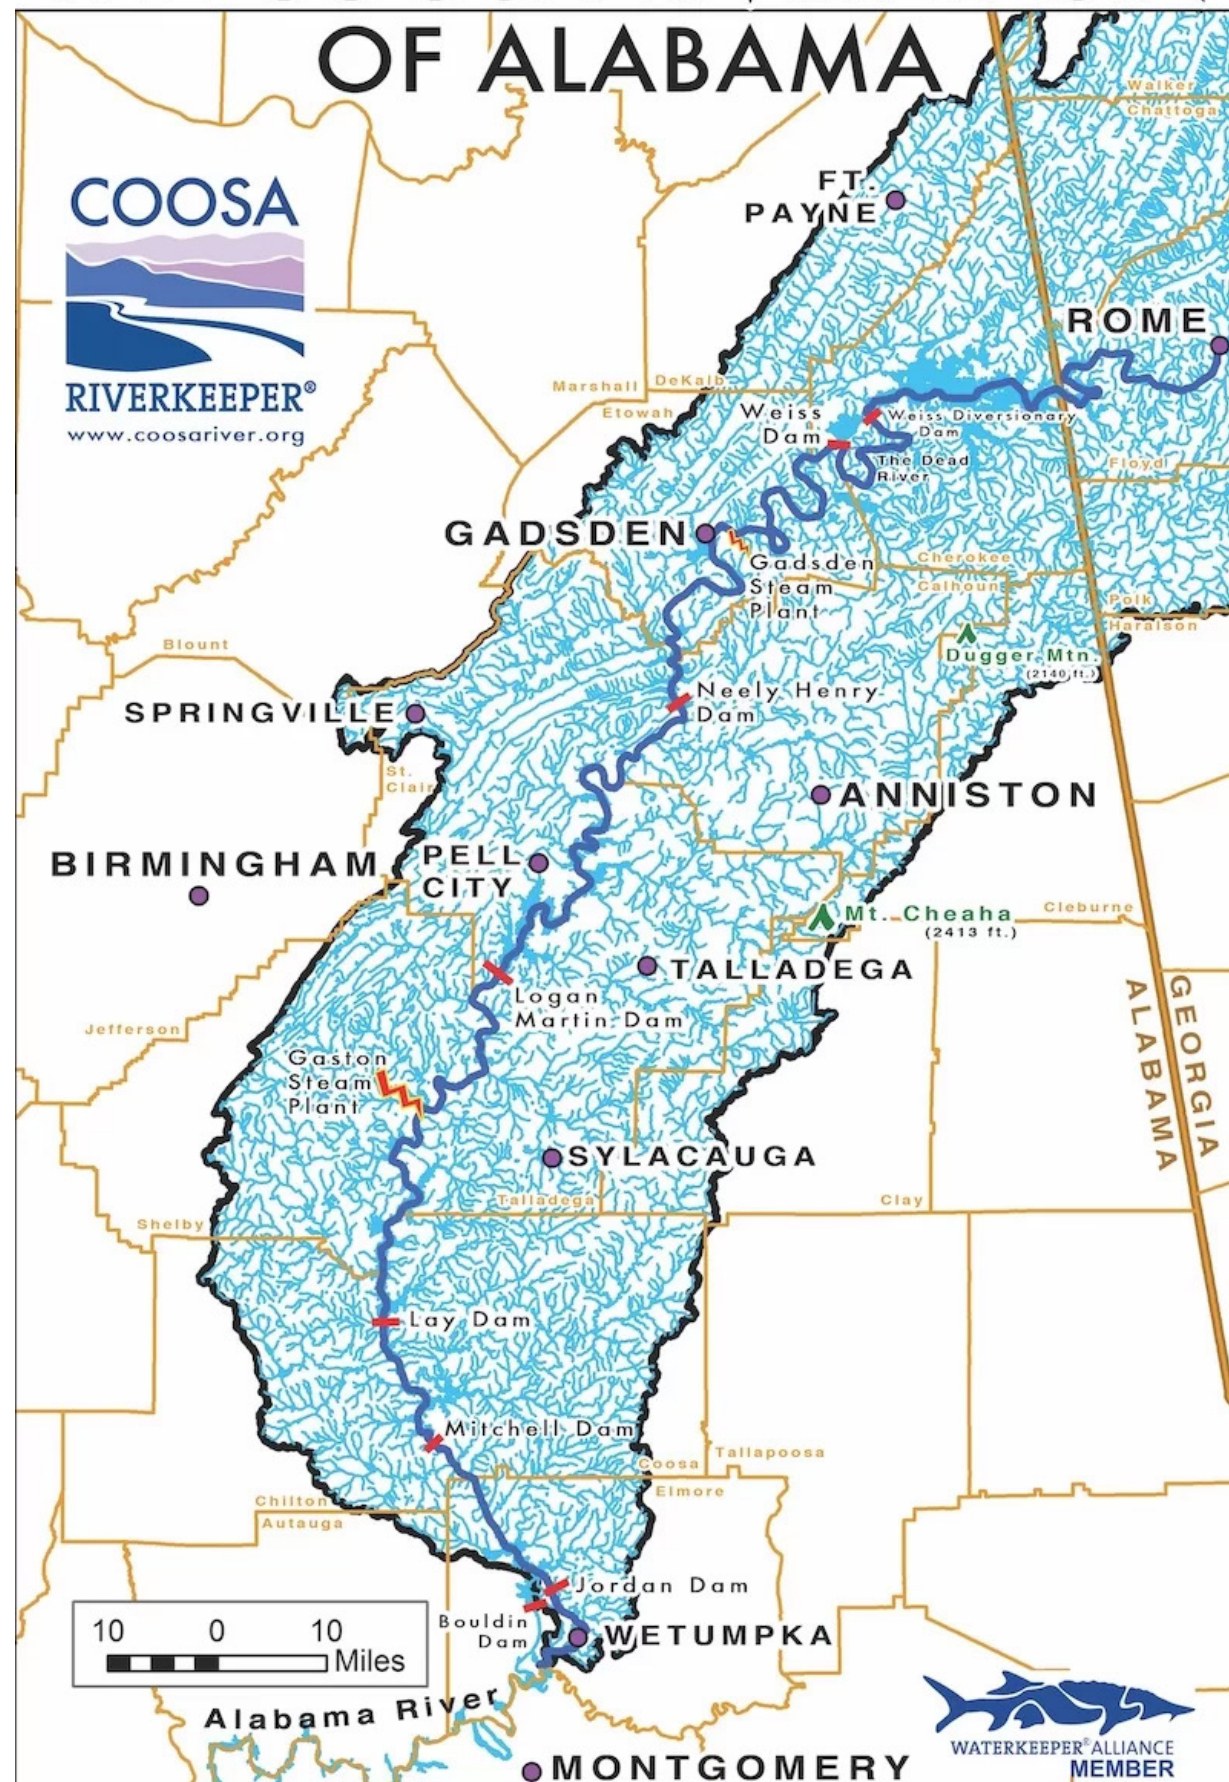 OF ALABAMA
Walker
Chattoga
COOSA
RIVERKEEPER®
www.coosariver.org
FT.
PAYNE
ROME
Marshall
DeKalb
Etowah
Weiss
Dam
Weiss Diversionary
Dam
The Dead
River
Floyd
GADSDEN
Gadsden
Steam
Plant
Cherokee
Calhoun
Polk
Haralson
Dugger Mtn.
(2140 ft.)
Blount
SPRINGVILLE
Neely Henry
Dam
St.
Clair
ANNISTON
BIRMINGHAM
PELL
CITY
Mt. Cheaha
(2413 ft.)
Cleburne
TALLADEGA
Logan
Martin Dam
GEORGIA
ALABAMA
Jefferson
Gaston
Steam
Plant
SYLACAUGA
Talladega
Clay
Shelby
Lay Dam
Mitchell Dam
Coosa
Tallapoosa
Elmore
Chilton
Autauga
Jordan Dam
Bouldin
Dam
WETUMPKA
10 0 10
Miles
Alabama River
MONTGOMERY
WATERKEEPER® ALLIANCE
MEMBER